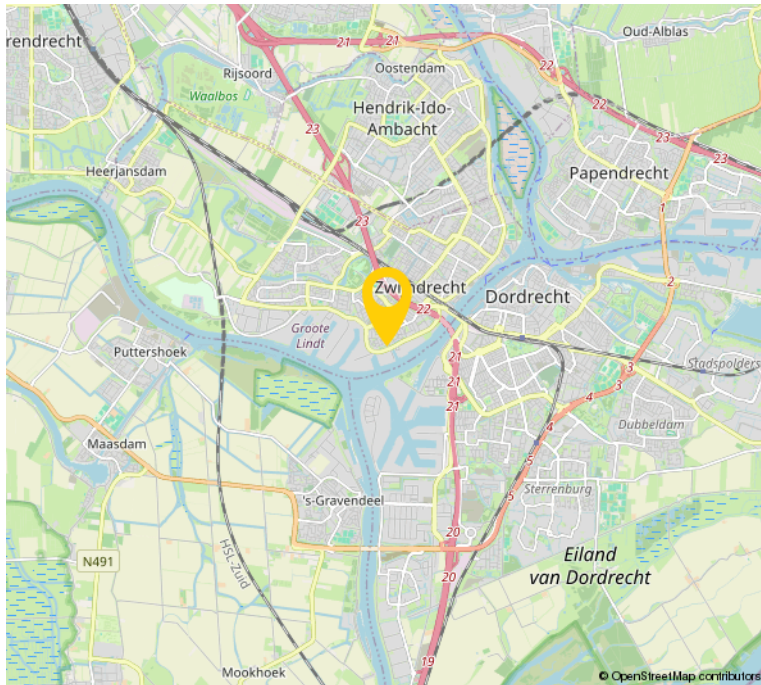 21
21
Oud-Alblas
rendrecht
Rijsoord
Oostendam
22
Waalbos
Hendrik-Ido-
Ambacht
22
23
23
23
Heerjansdam
Papendrecht
1
23
Zwijndrecht
2
Dordrecht
22
Groote
Lindt
Puttershoek
21
Stadspolders
3
21
3
4
21
Dubbeldam
4
Maasdam
5
's-Gravendeel
Sterrenburg
5
20
N491
HSL-Zuid
Eiland
van Dordrecht
20
19
Mookhoek
© OpenStreetMap contributors